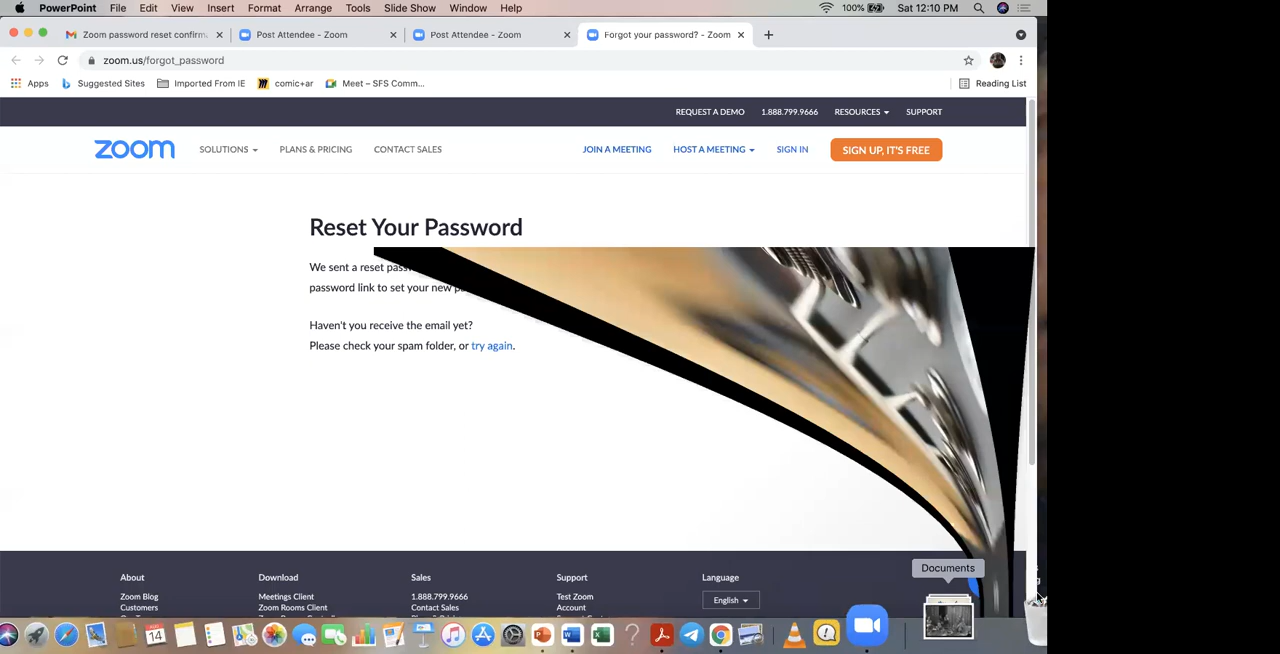 PowerPoint File Edit View Insert Format Arrange Tools Slide Show Window Help 100% Sat 12:10 PM
Zoom password reset confirm Post Attendee - Zoom Post Attendee - Zoom Forgot your password? - Zoom
zoom.us/forgot_password
Apps Suggested Sites Imported From IE comic+ar Meet – SFS Comm... Reading List
REQUEST A DEMO 1.888.799.9666 RESOURCES SUPPORT
zoom SOLUTIONS PLANS & PRICING CONTACT SALES JOIN A MEETING HOST A MEETING SIGN IN SIGN UP, IT'S FREE
Reset Your Password
We sent a reset
password link to set your new
Haven't you receive the email yet?
Please check your spam folder, or try again.
Documents
About Download Sales Support Language
Zoom Blog Meetings Client 1.888.799.9666 Test Zoom English
Customers Zoom Rooms Client Contact Sales Account
AUG
14